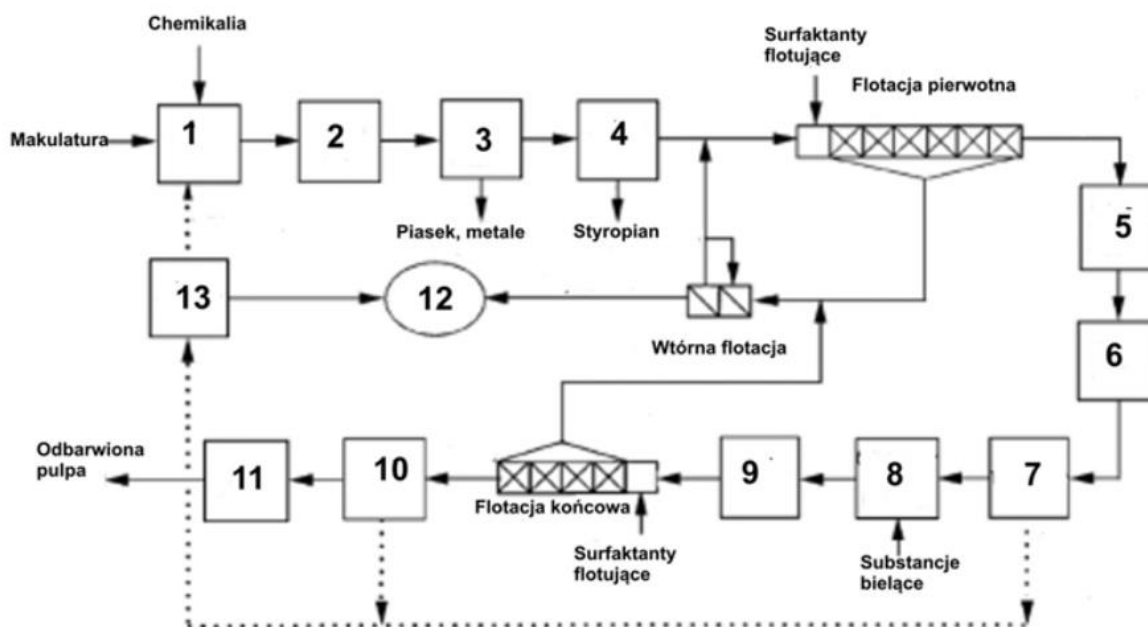 Chemikalia
Surfaktanty
flotujące
Flotacja pierwotna
Makulatura
1
2
3
4
5
Piasek, metale
Styropian
13
12
Wtórna flotacja
6
Odbarwiona
pulpa
11
10
9
8
7
Flotacja końcowa
Surfaktanty
flotujące
Substancje
bielące